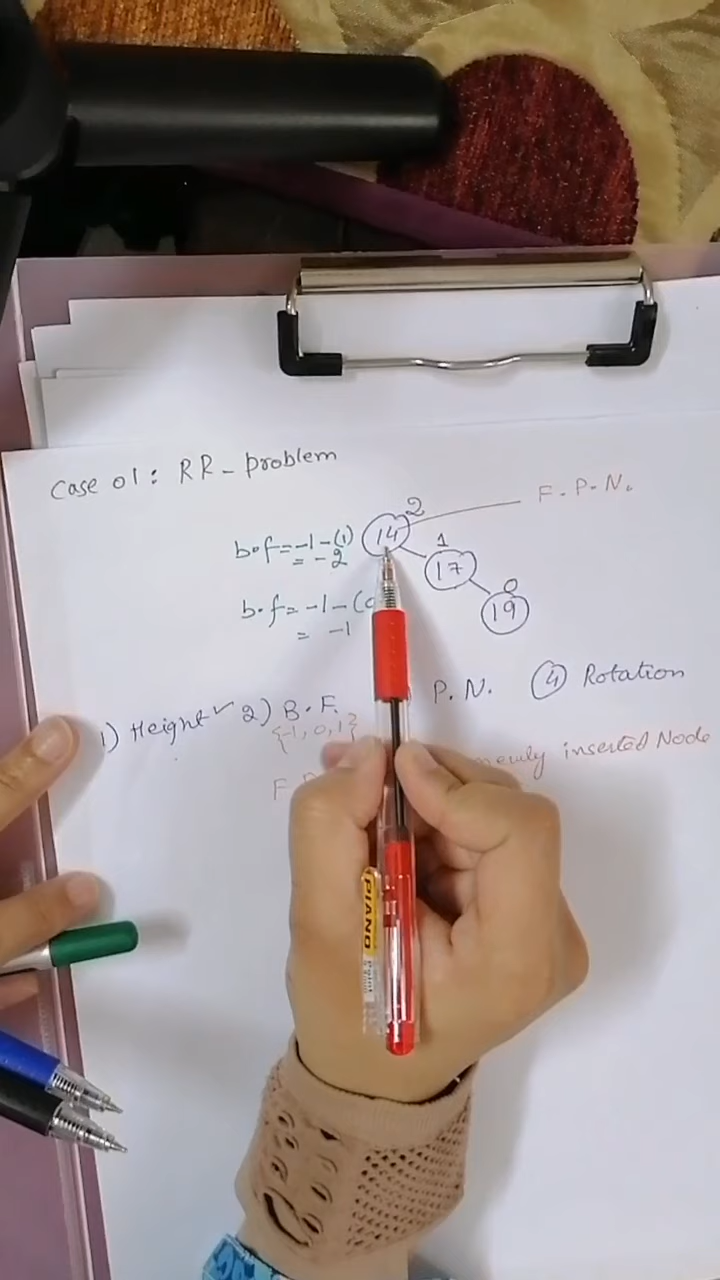 Case 01: RR-problem
F.P.N.
2
b.f = -1 - (1) 14
= -2
1
17
b.f = -1 - (0
0
19
= -1
1) Height ✓ 2) B.F. P.N. ④ Rotation
{-1, 0, 1}
newly inserted Node
PIANO
Point